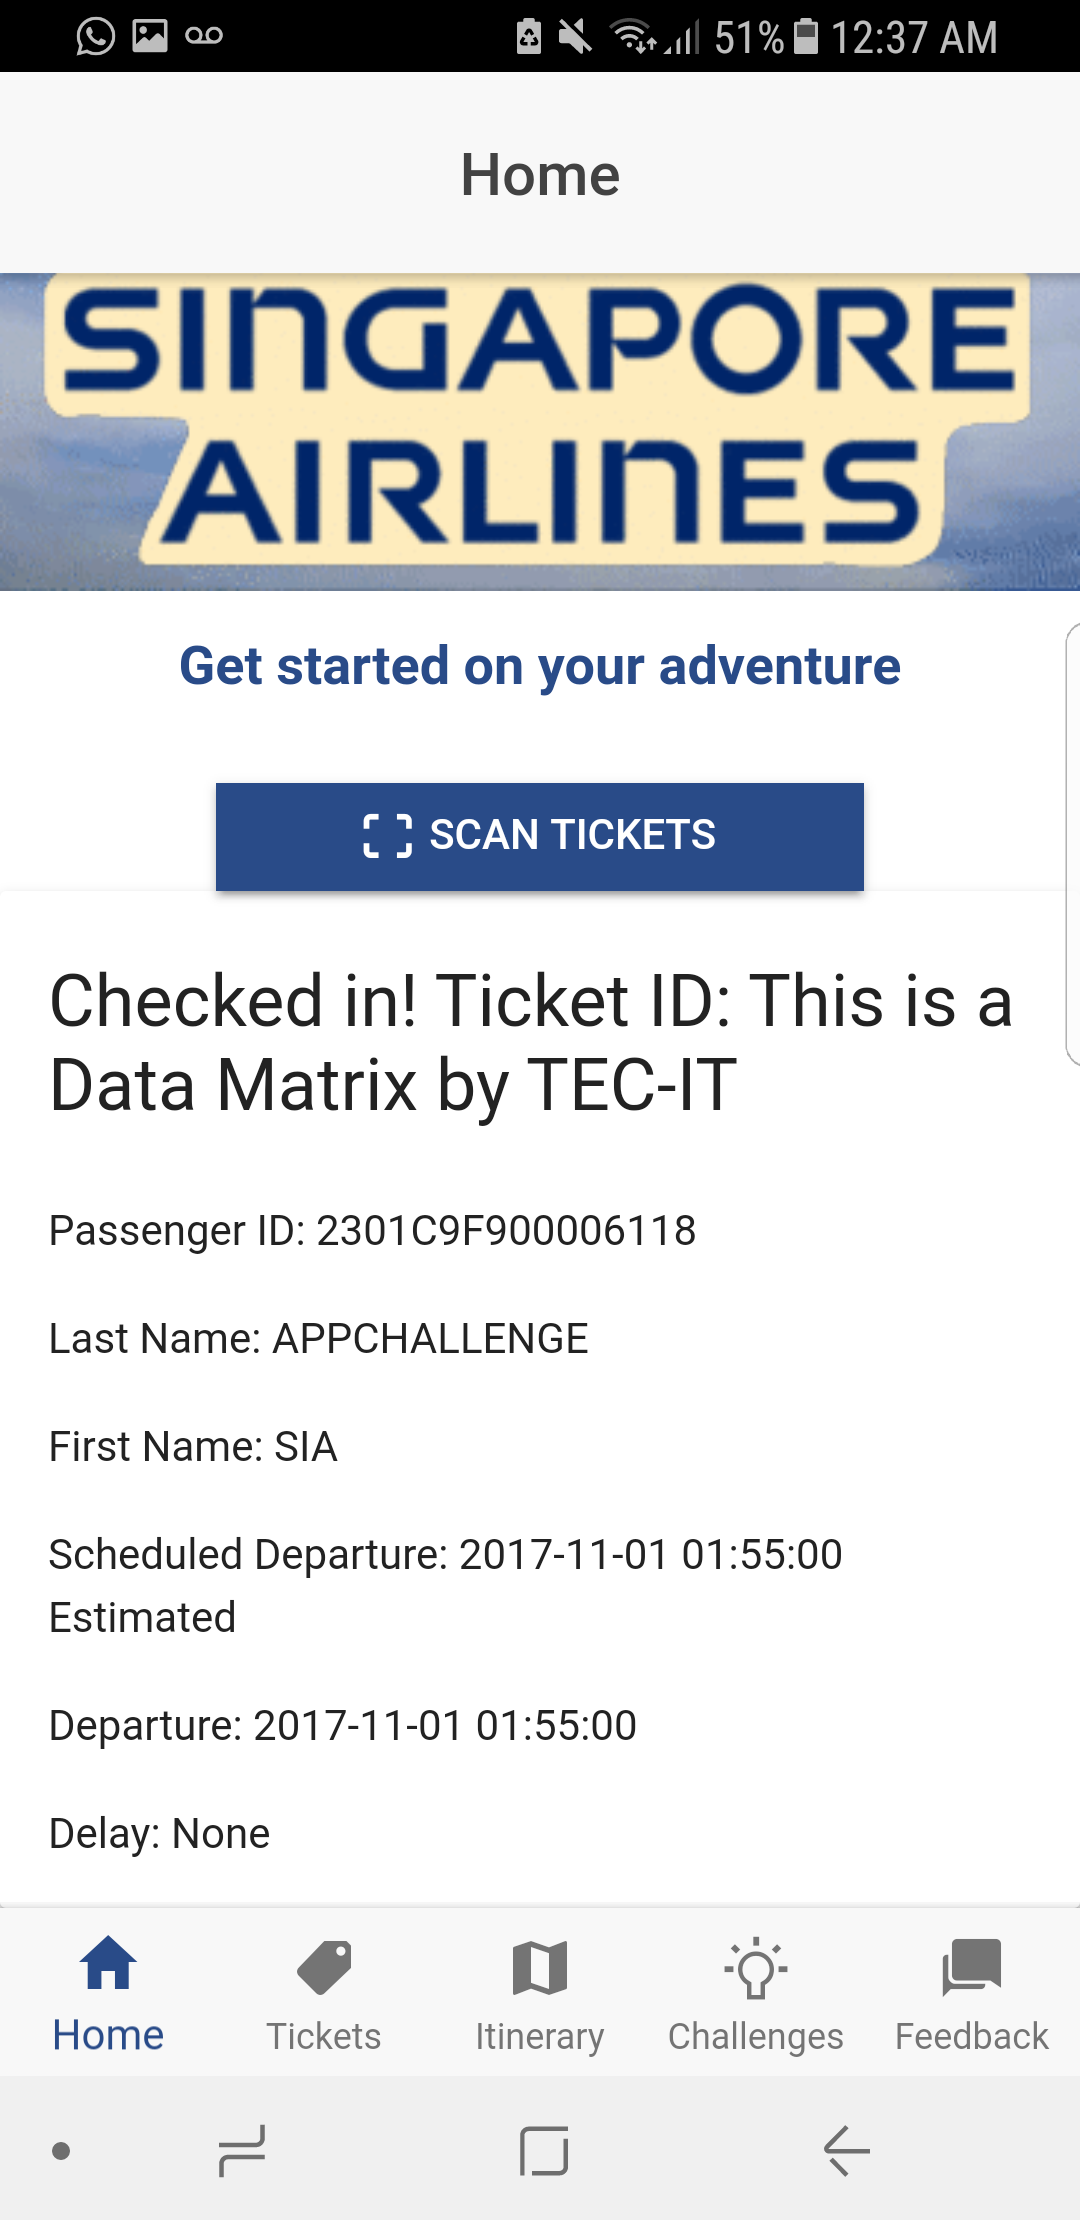 51% 12:37 AM
Home
SINGAPORE
AIRLINES
Get started on your adventure
SCAN TICKETS
Checked in! Ticket ID: This is a
Data Matrix by TEC-IT
Passenger ID: 2301C9F900006118
Last Name: APPCHALLENGE
First Name: SIA
Scheduled Departure: 2017-11-01 01:55:00
Estimated
Departure: 2017-11-01 01:55:00
Delay: None
Home Tickets Itinerary Challenges Feedback